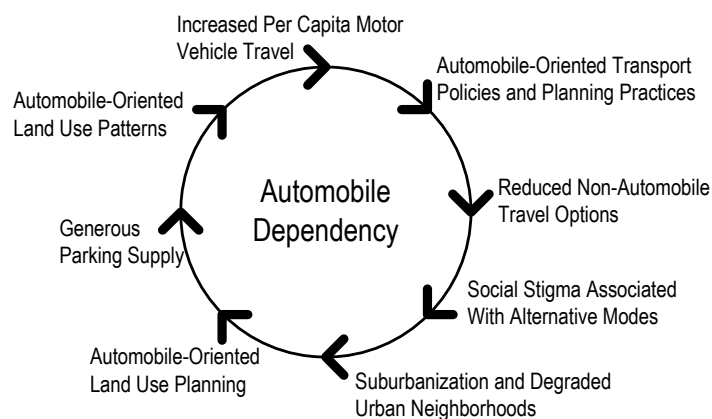 Increased Per Capita Motor
Vehicle Travel
Automobile-Oriented Transport
Policies and Planning Practices
Reduced Non-Automobile
Travel Options
Social Stigma Associated
With Alternative Modes
Suburbanization and Degraded
Urban Neighborhoods
Automobile-Oriented
Land Use Planning
Generous
Parking Supply
Automobile-Oriented
Land Use Patterns
Automobile
Dependency